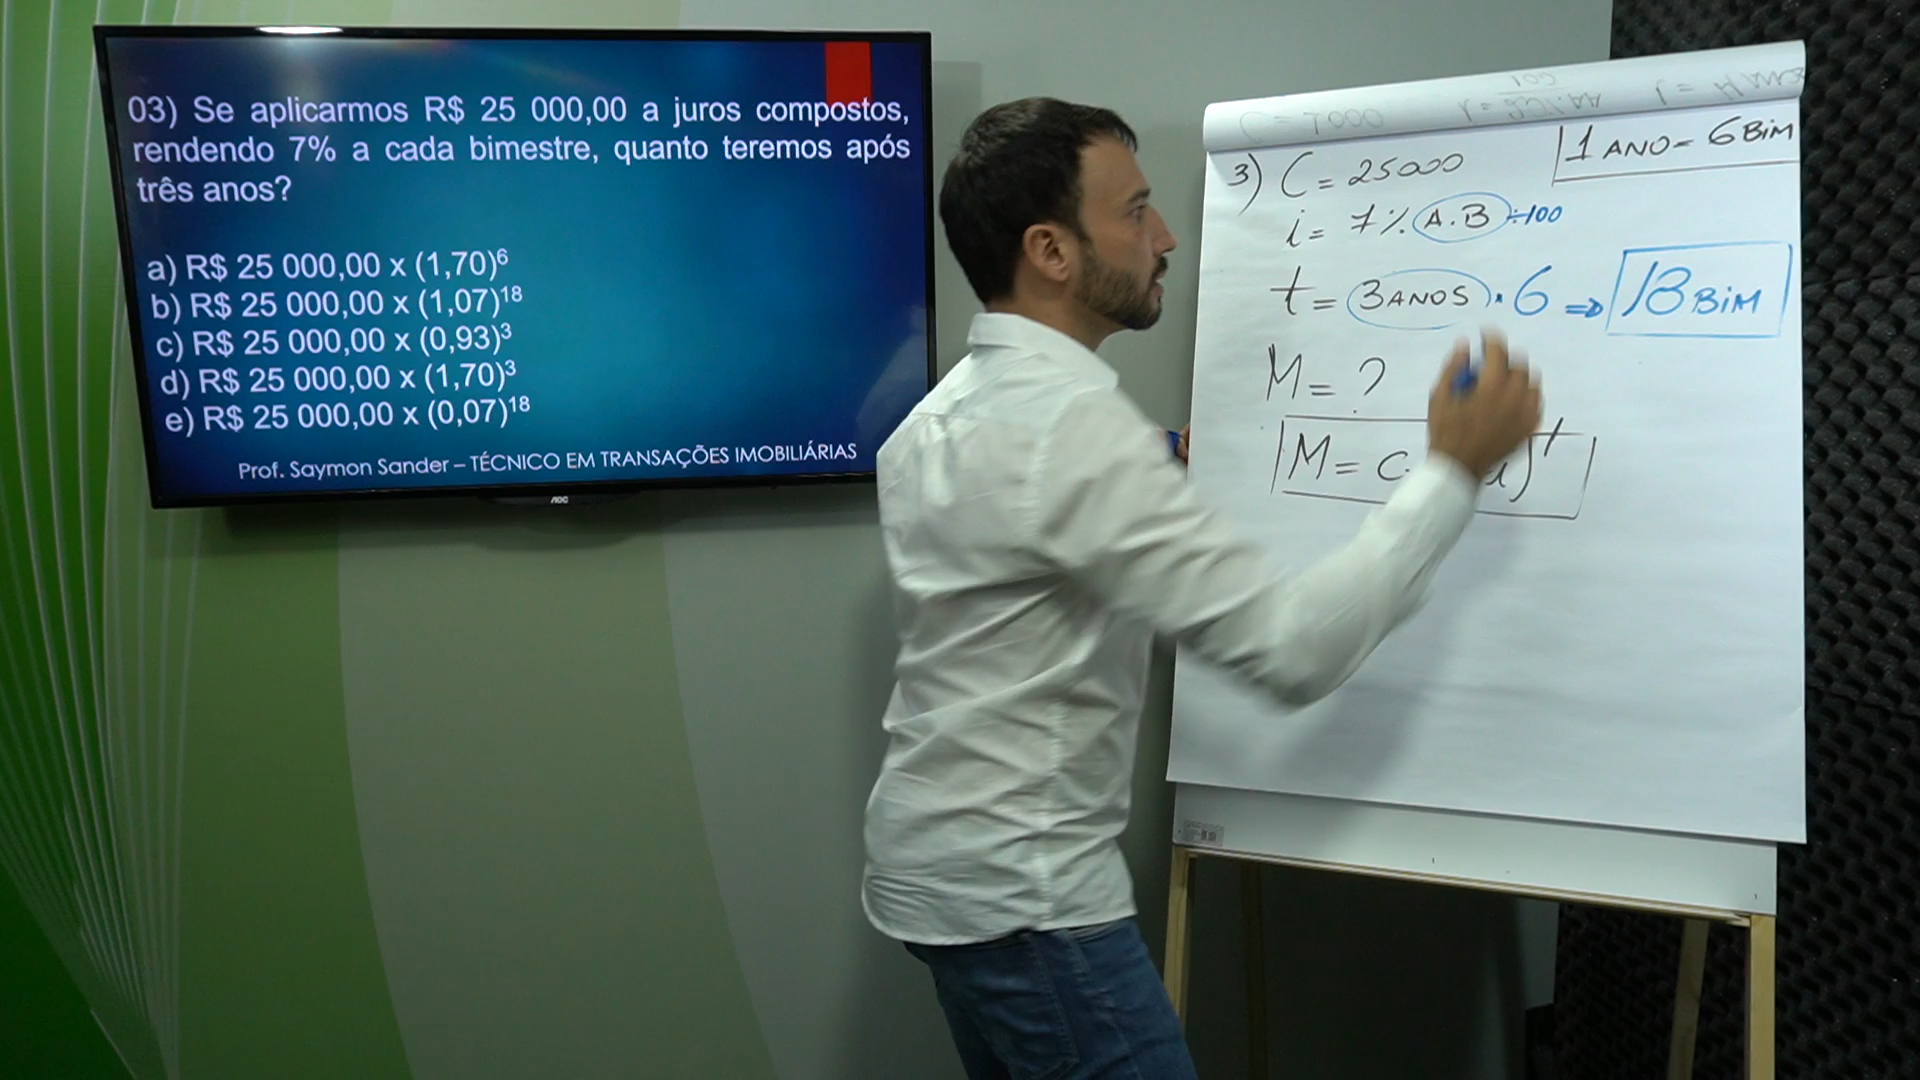 03) Se aplicarmos R$ 25 000,00 a juros compostos,
rendendo 7% a cada bimestre, quanto teremos após
três anos?
a) R$ 25 000,00 x (1,70)⁶
b) R$ 25 000,00 x (1,07)¹⁸
c) R$ 25 000,00 x (0,93)³
d) R$ 25 000,00 x (1,70)³
e) R$ 25 000,00 x (0,07)¹⁸
Prof. Saymon Sander – TÉCNICO EM TRANSAÇÕES IMOBILIÁRIAS
AOC
1 ANO = 6 BIM
3) C = 25000
i = 7% A.B ÷100
t = 3 ANOS . 6 ⇒ 18 BIM
M = ?
M = C. i)ᵗ